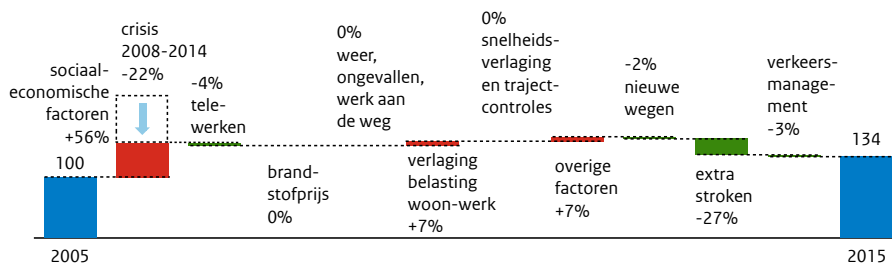 crisis
2008-2014
-22%
sociaal-
economische
factoren
+56%
100
2005
-4%
tele-
werken
brand-
stofprijs
0%
0%
weer,
ongevallen,
werk aan
de weg
verlaging
belasting
woon-werk
+7%
0%
snelheids-
verlaging
en traject-
controles
overige
factoren
+7%
-2%
nieuwe
wegen
extra
stroken
-27%
verkeers-
manage-
ment
-3%
134
2015